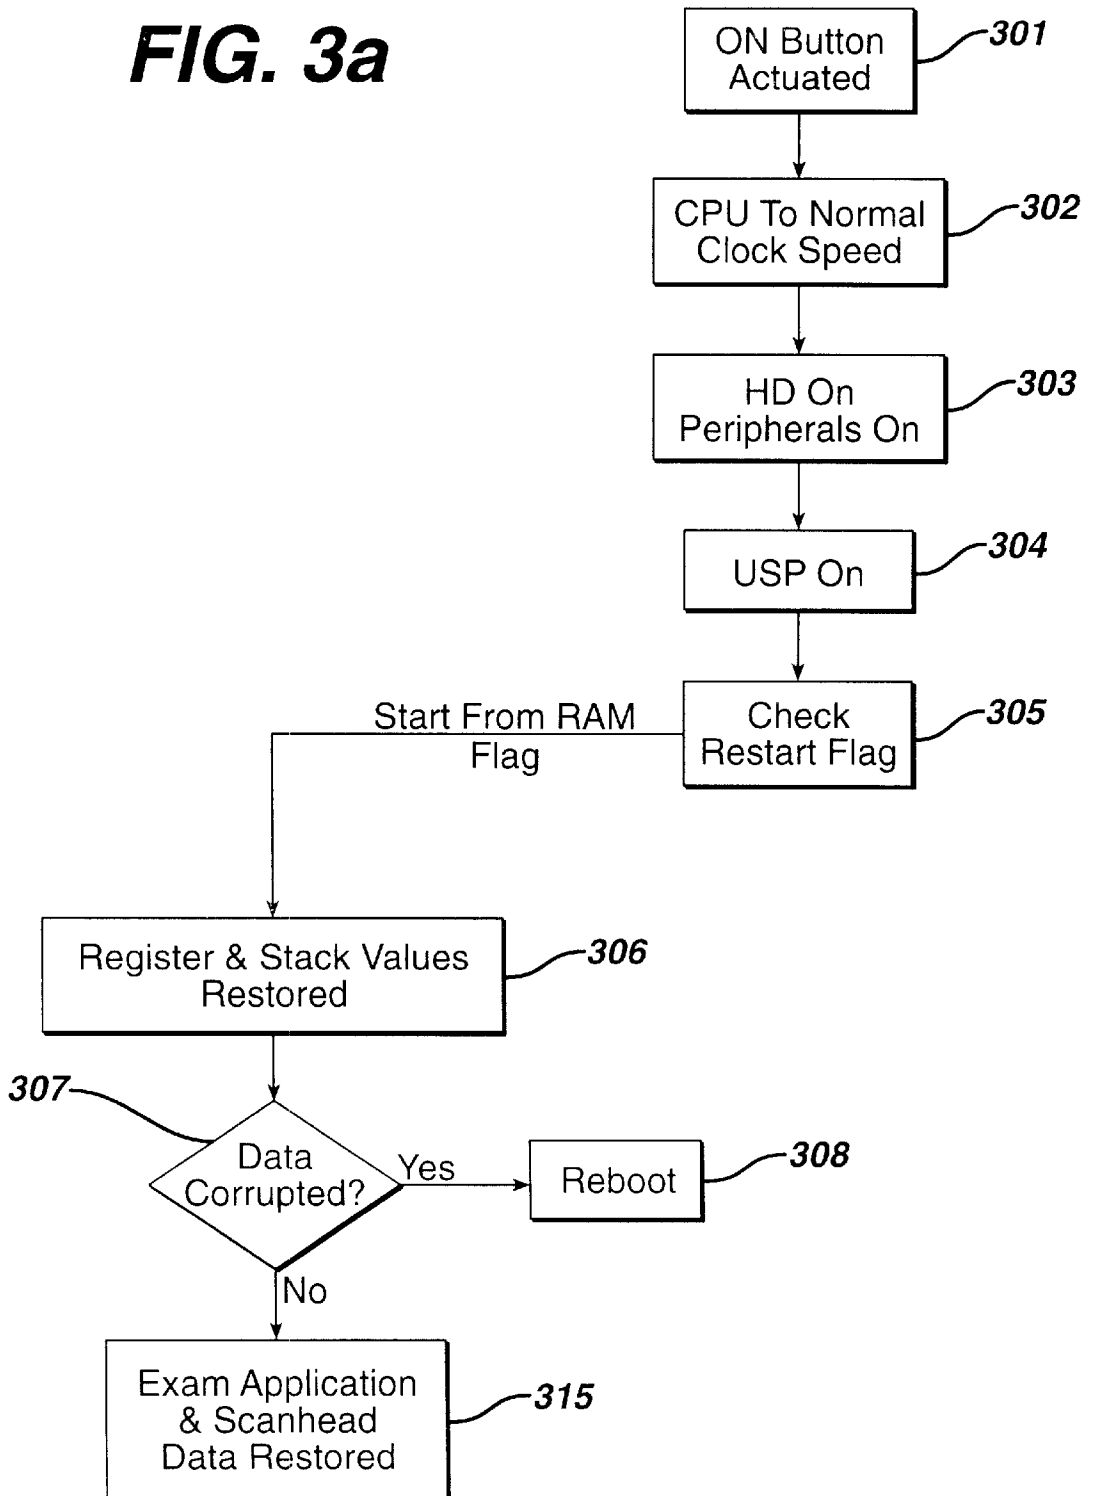 FIG. 3a
ON Button
Actuated
301
CPU To Normal
Clock Speed
302
HD On
Peripherals On
303
USP On
304
Check
Restart Flag
305
Start From RAM
Flag
Register & Stack Values
Restored
306
307
Data
Corrupted?
Yes
Reboot
308
No
Exam Application
& Scanhead
Data Restored
315